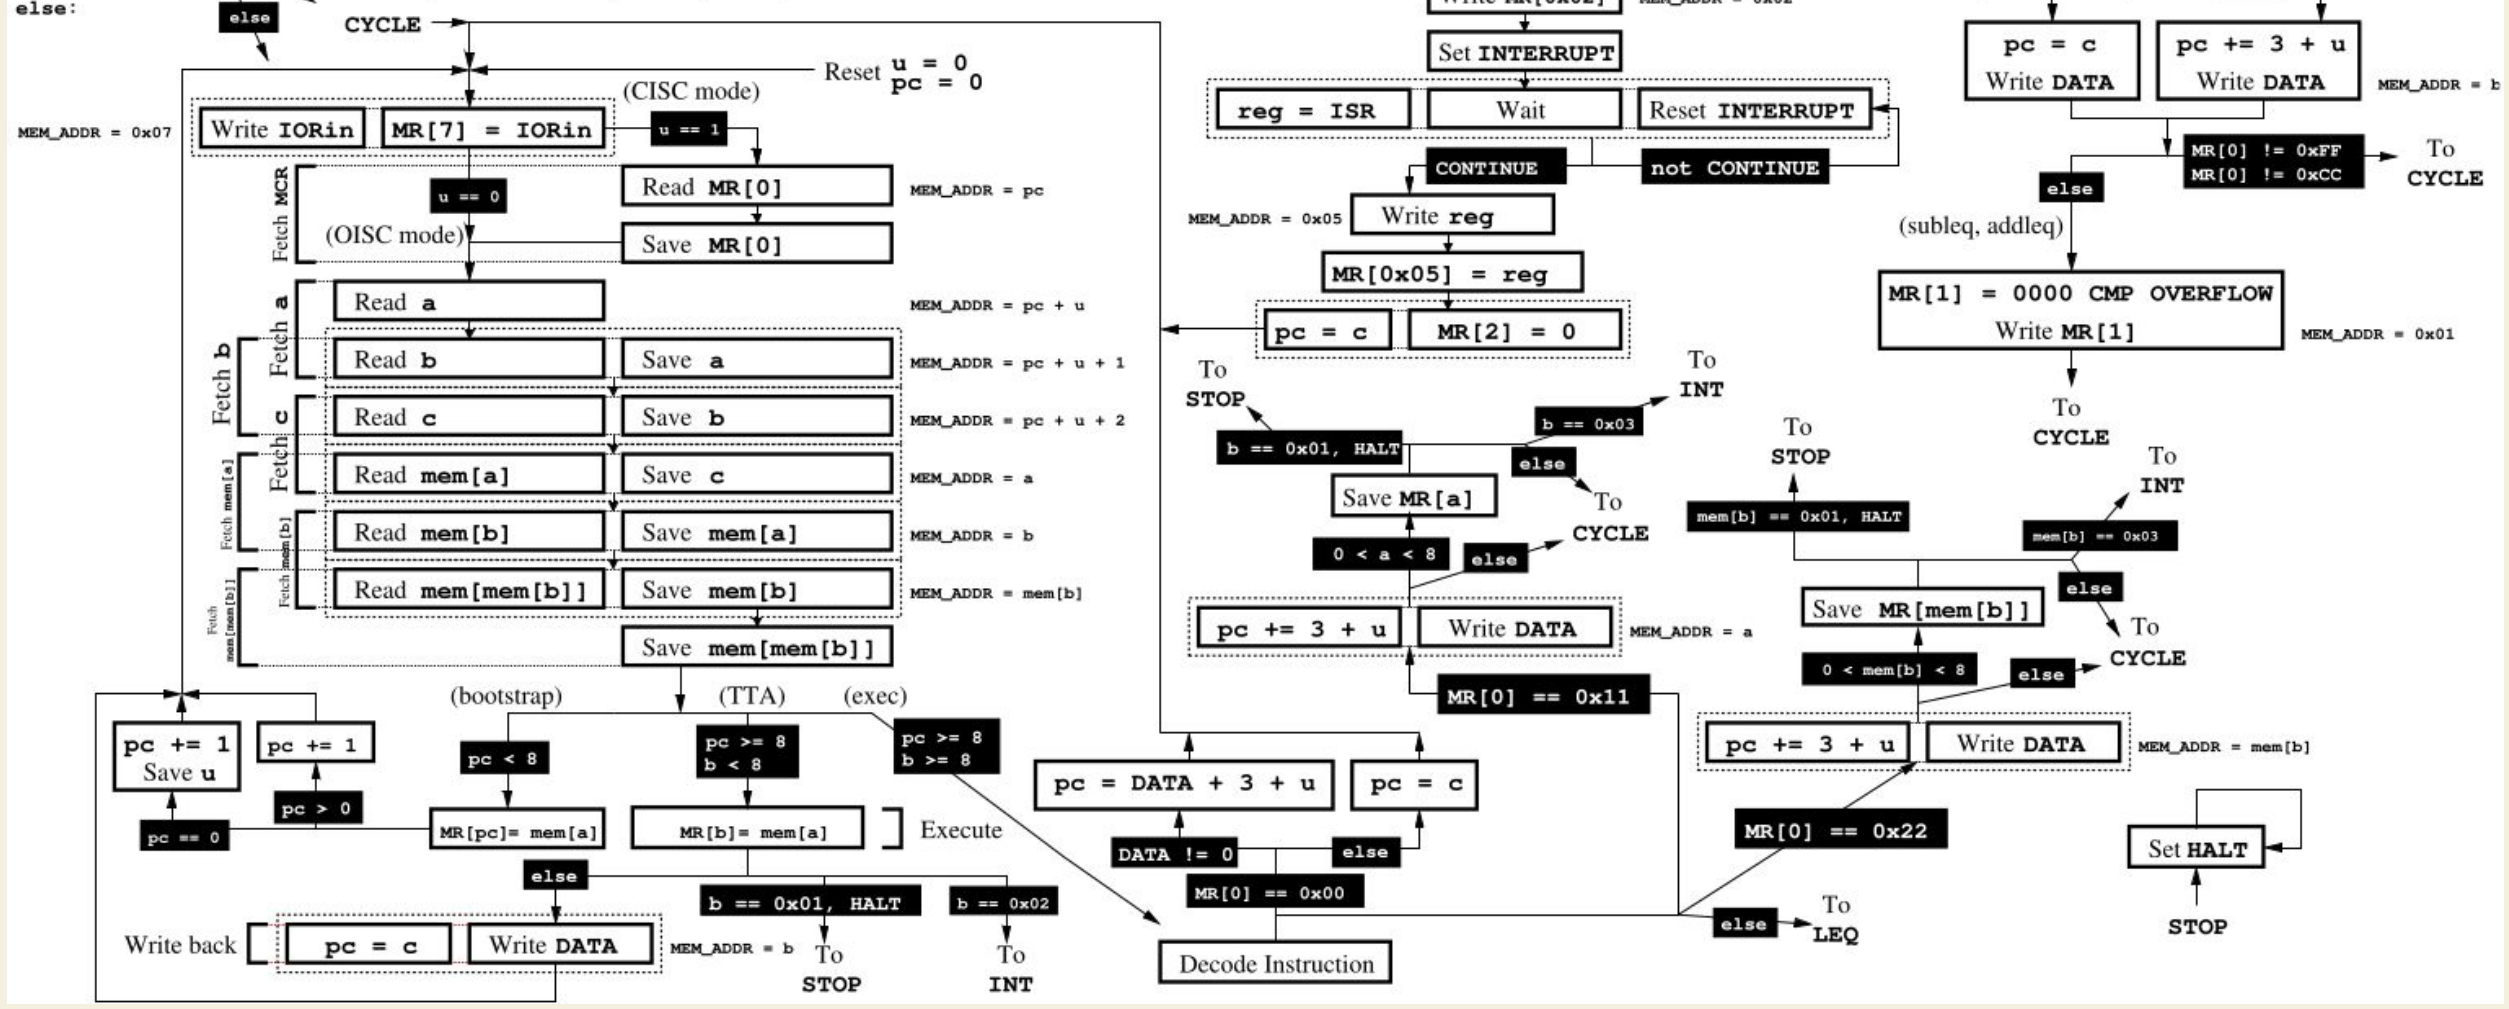 else:
else
CYCLE
Reset u = 0
pc = 0
(CISC mode)
MEM_ADDR = 0x07
Write IORin
MR[7] = IORin
u == 1
Fetch MCR
u == 0
Read MR[0]
MEM_ADDR = pc
(OISC mode)
Save MR[0]
Fetch a
Read a
MEM_ADDR = pc + u
Fetch b
Read b
Save a
MEM_ADDR = pc + u + 1
Fetch c
Read c
Save b
MEM_ADDR = pc + u + 2
Fetch mem[a]
Read mem[a]
Save c
MEM_ADDR = a
Fetch mem[b]
Read mem[b]
Save mem[a]
MEM_ADDR = b
Fetch
mem[mem[b]]
Read mem[mem[b]]
Save mem[b]
MEM_ADDR = mem[b]
Save mem[mem[b]]
(bootstrap)
(TTA)
(exec)
pc += 1
Save u
pc += 1
pc < 8
pc >= 8
b < 8
pc >= 8
b >= 8
pc > 0
pc == 0
MR[pc]= mem[a]
MR[b]= mem[a]
Execute
else
b == 0x01, HALT
b == 0x02
Write back
pc = c
Write DATA
MEM_ADDR = b
To
STOP
To
INT
Write MR[0x02]
MEM_ADDR = 0x02
Set INTERRUPT
reg = ISR
Wait
Reset INTERRUPT
CONTINUE
not CONTINUE
MEM_ADDR = 0x05
Write reg
MR[0x05] = reg
pc = c
MR[2] = 0
To
STOP
To
INT
b == 0x03
b == 0x01, HALT
else
Save MR[a]
To
CYCLE
0 < a < 8
else
pc += 3 + u
Write DATA
MEM_ADDR = a
MR[0] == 0x11
pc = DATA + 3 + u
pc = c
DATA != 0
else
MR[0] == 0x00
Decode Instruction
else
To
LEQ
pc = c
Write DATA
pc += 3 + u
Write DATA
MEM_ADDR = b
MR[0] != 0xFF
MR[0] != 0xCC
To
CYCLE
else
(subleq, addleq)
MR[1] = 0000 CMP OVERFLOW
Write MR[1]
MEM_ADDR = 0x01
To
CYCLE
To
STOP
To
INT
mem[b] == 0x01, HALT
mem[b] == 0x03
else
Save MR[mem[b]]
To
CYCLE
0 < mem[b] < 8
else
pc += 3 + u
Write DATA
MEM_ADDR = mem[b]
MR[0] == 0x22
Set HALT
STOP